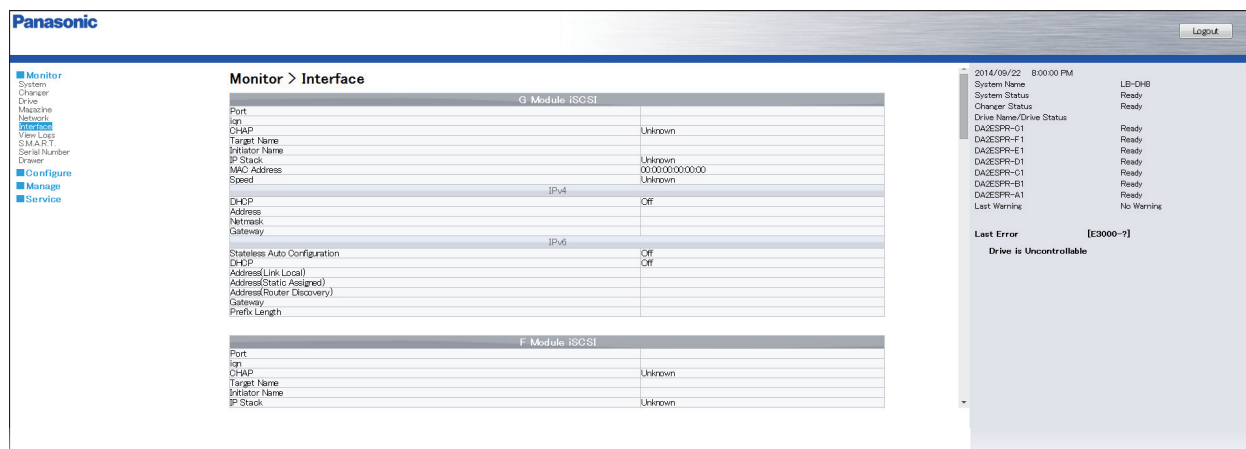 Panasonic
Logout
Monitor
System
Changer
Drive
Magazine
Network
Interface
View Logs
S.M.A.R.T.
Serial Number
Drawer
Configure
Manage
Service
Monitor > Interface
G Module iSCSI
Port
iqn
CHAP Unknown
Target Name
Initiator Name
IP Stack Unknown
MAC Address 00:00:00:00:00:00
Speed Unknown
IPv4
DHCP Off
Address
Netmask
Gateway
IPv6
Stateless Auto Configuration Off
DHCP Off
Address(Link Local)
Address(Static Assigned)
Address(Router Discovery)
Gateway
Prefix Length
F Module iSCSI
Port
iqn
CHAP Unknown
Target Name
Initiator Name
IP Stack Unknown
2014/09/22 8:00:00 PM
System Name LB-DH8
System Status Ready
Changer Status Ready
Drive Name/Drive Status
DA2ESPR-G1 Ready
DA2ESPR-F1 Ready
DA2ESPR-E1 Ready
DA2ESPR-D1 Ready
DA2ESPR-C1 Ready
DA2ESPR-B1 Ready
DA2ESPR-A1 Ready
Last Warning No Warning
Last Error [E3000-?]
Drive is Uncontrollable